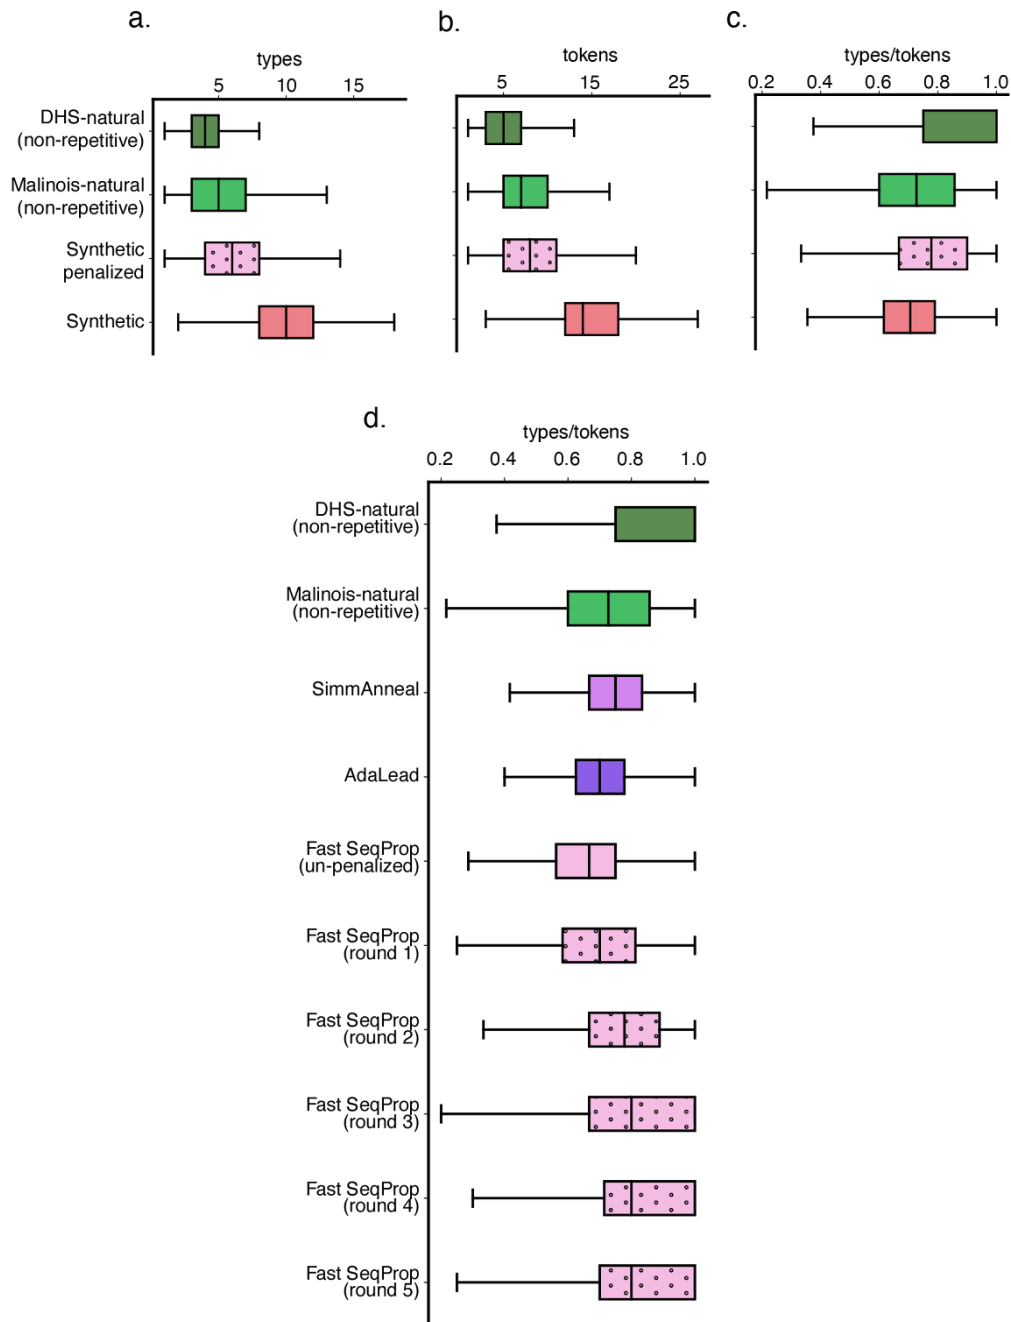 a.
types
5 10 15
DHS-natural
(non-repetitive)
Malinois-natural
(non-repetitive)
Synthetic
penalized
Synthetic
b.
tokens
5 15 25
c.
types/tokens
0.2 0.4 0.6 0.8 1.0
d.
types/tokens
0.2 0.4 0.6 0.8 1.0
DHS-natural
(non-repetitive)
Malinois-natural
(non-repetitive)
SimmAnneal
AdaLead
Fast SeqProp
(un-penalized)
Fast SeqProp
(round 1)
Fast SeqProp
(round 2)
Fast SeqProp
(round 3)
Fast SeqProp
(round 4)
Fast SeqProp
(round 5)